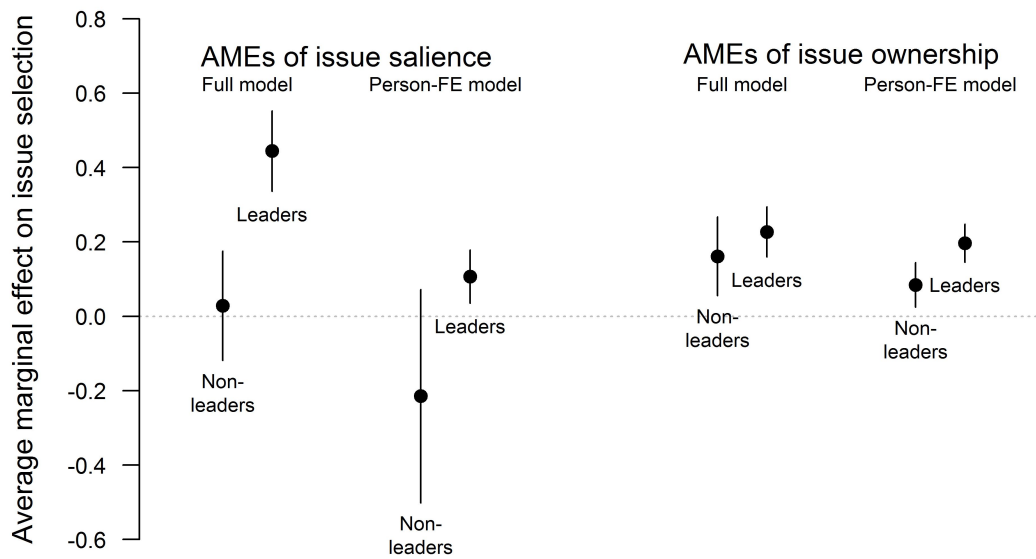 Average marginal effect on issue selection
0.8
0.6
0.4
0.2
0.0
-0.2
-0.4
-0.6
AMEs of issue salience
Full model
Person-FE model
Leaders
Non-
leaders
Leaders
Non-
leaders
AMEs of issue ownership
Full model
Person-FE model
Leaders
Non-
leaders
Leaders
Non-
leaders